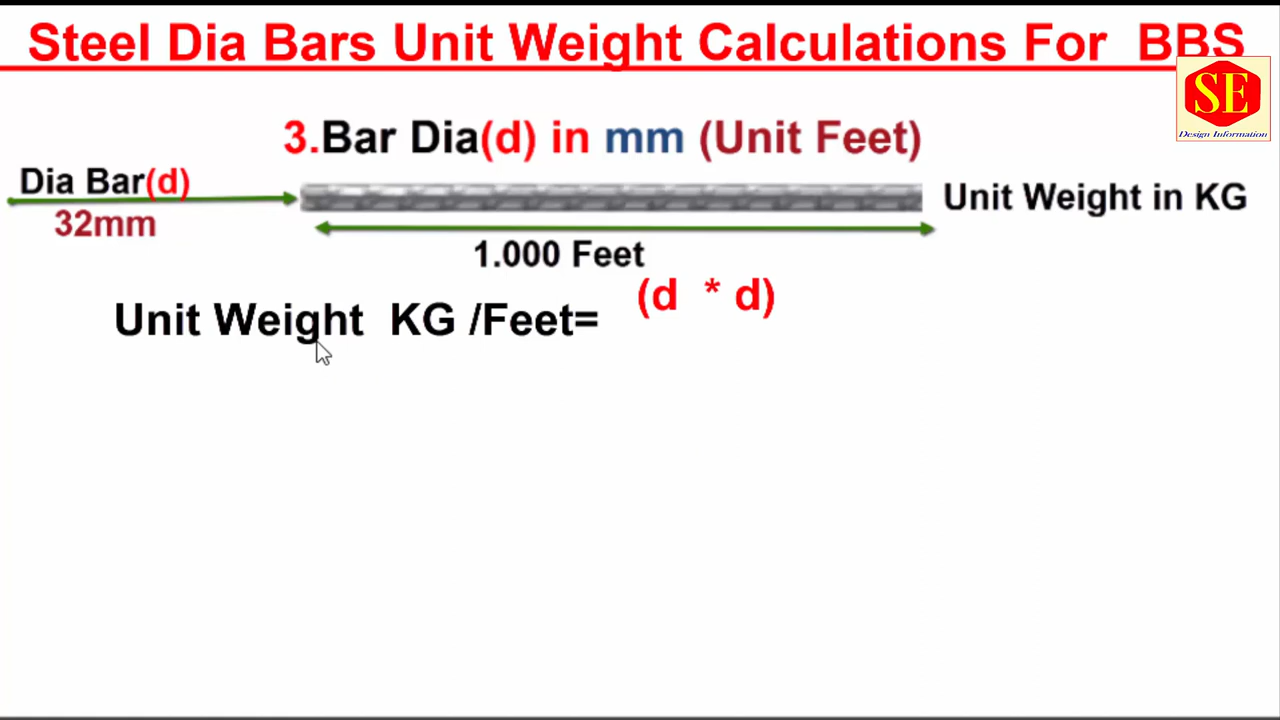 Steel Dia Bars Unit Weight Calculations For BBS
SE
Design Information
3.Bar Dia(d) in mm (Unit Feet)
Dia Bar(d)
32mm
Unit Weight in KG
1.000 Feet
Unit Weight KG /Feet= (d * d)